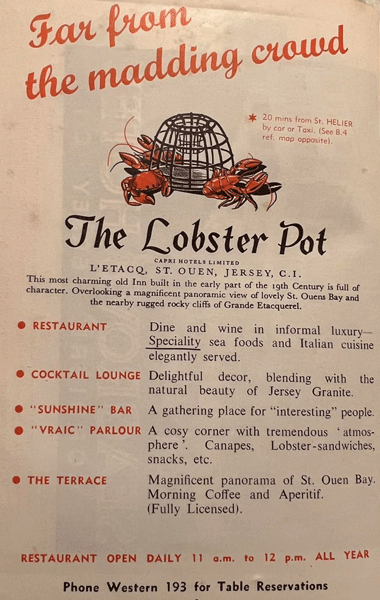 Far from
the madding crowd
* 20 mins from St. HELIER
by car or Taxi. (See B.4
ref. map opposite).
The Lobster Pot
CAPRI HOTELS LIMITED
L'ETACQ, ST. OUEN, JERSEY, C.I.
This most charming old Inn built in the early part of the 19th Century is full of
character. Overlooking a magnificent panoramic view of lovely St. Ouens Bay and
the nearby rugged rocky cliffs of Grande Etacquerel.
● RESTAURANT Dine and wine in informal luxury—
Speciality sea foods and Italian cuisine
elegantly served.
● COCKTAIL LOUNGE Delightful decor, blending with the
natural beauty of Jersey Granite.
● "SUNSHINE" BAR A gathering place for "interesting" people.
● "VRAIC" PARLOUR A cosy corner with tremendous 'atmos-
phere'. Canapes, Lobster-sandwiches,
snacks, etc.
● THE TERRACE Magnificent panorama of St. Ouen Bay.
Morning Coffee and Aperitif.
(Fully Licensed).
RESTAURANT OPEN DAILY 11 a.m. to 12 p.m. ALL YEAR
Phone Western 193 for Table Reservations